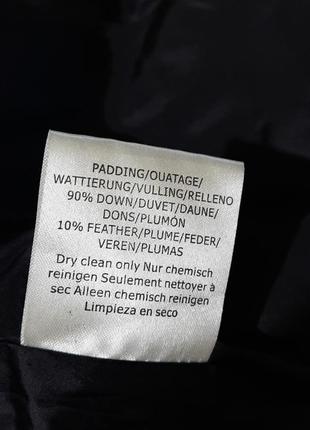 PADDING/OUATAGE/
WATTIERUNG/VULLING/RELLENO
90% DOWN/DUVET/DAUNE/
DONS/PLUMÓN
10% FEATHER/PLUME/FEDER/
VEREN/PLUMAS
Dry clean only Nur chemisch
reinigen Seulement nettoyer à
sec Alleen chemisch reinigen
Limpieza en seco